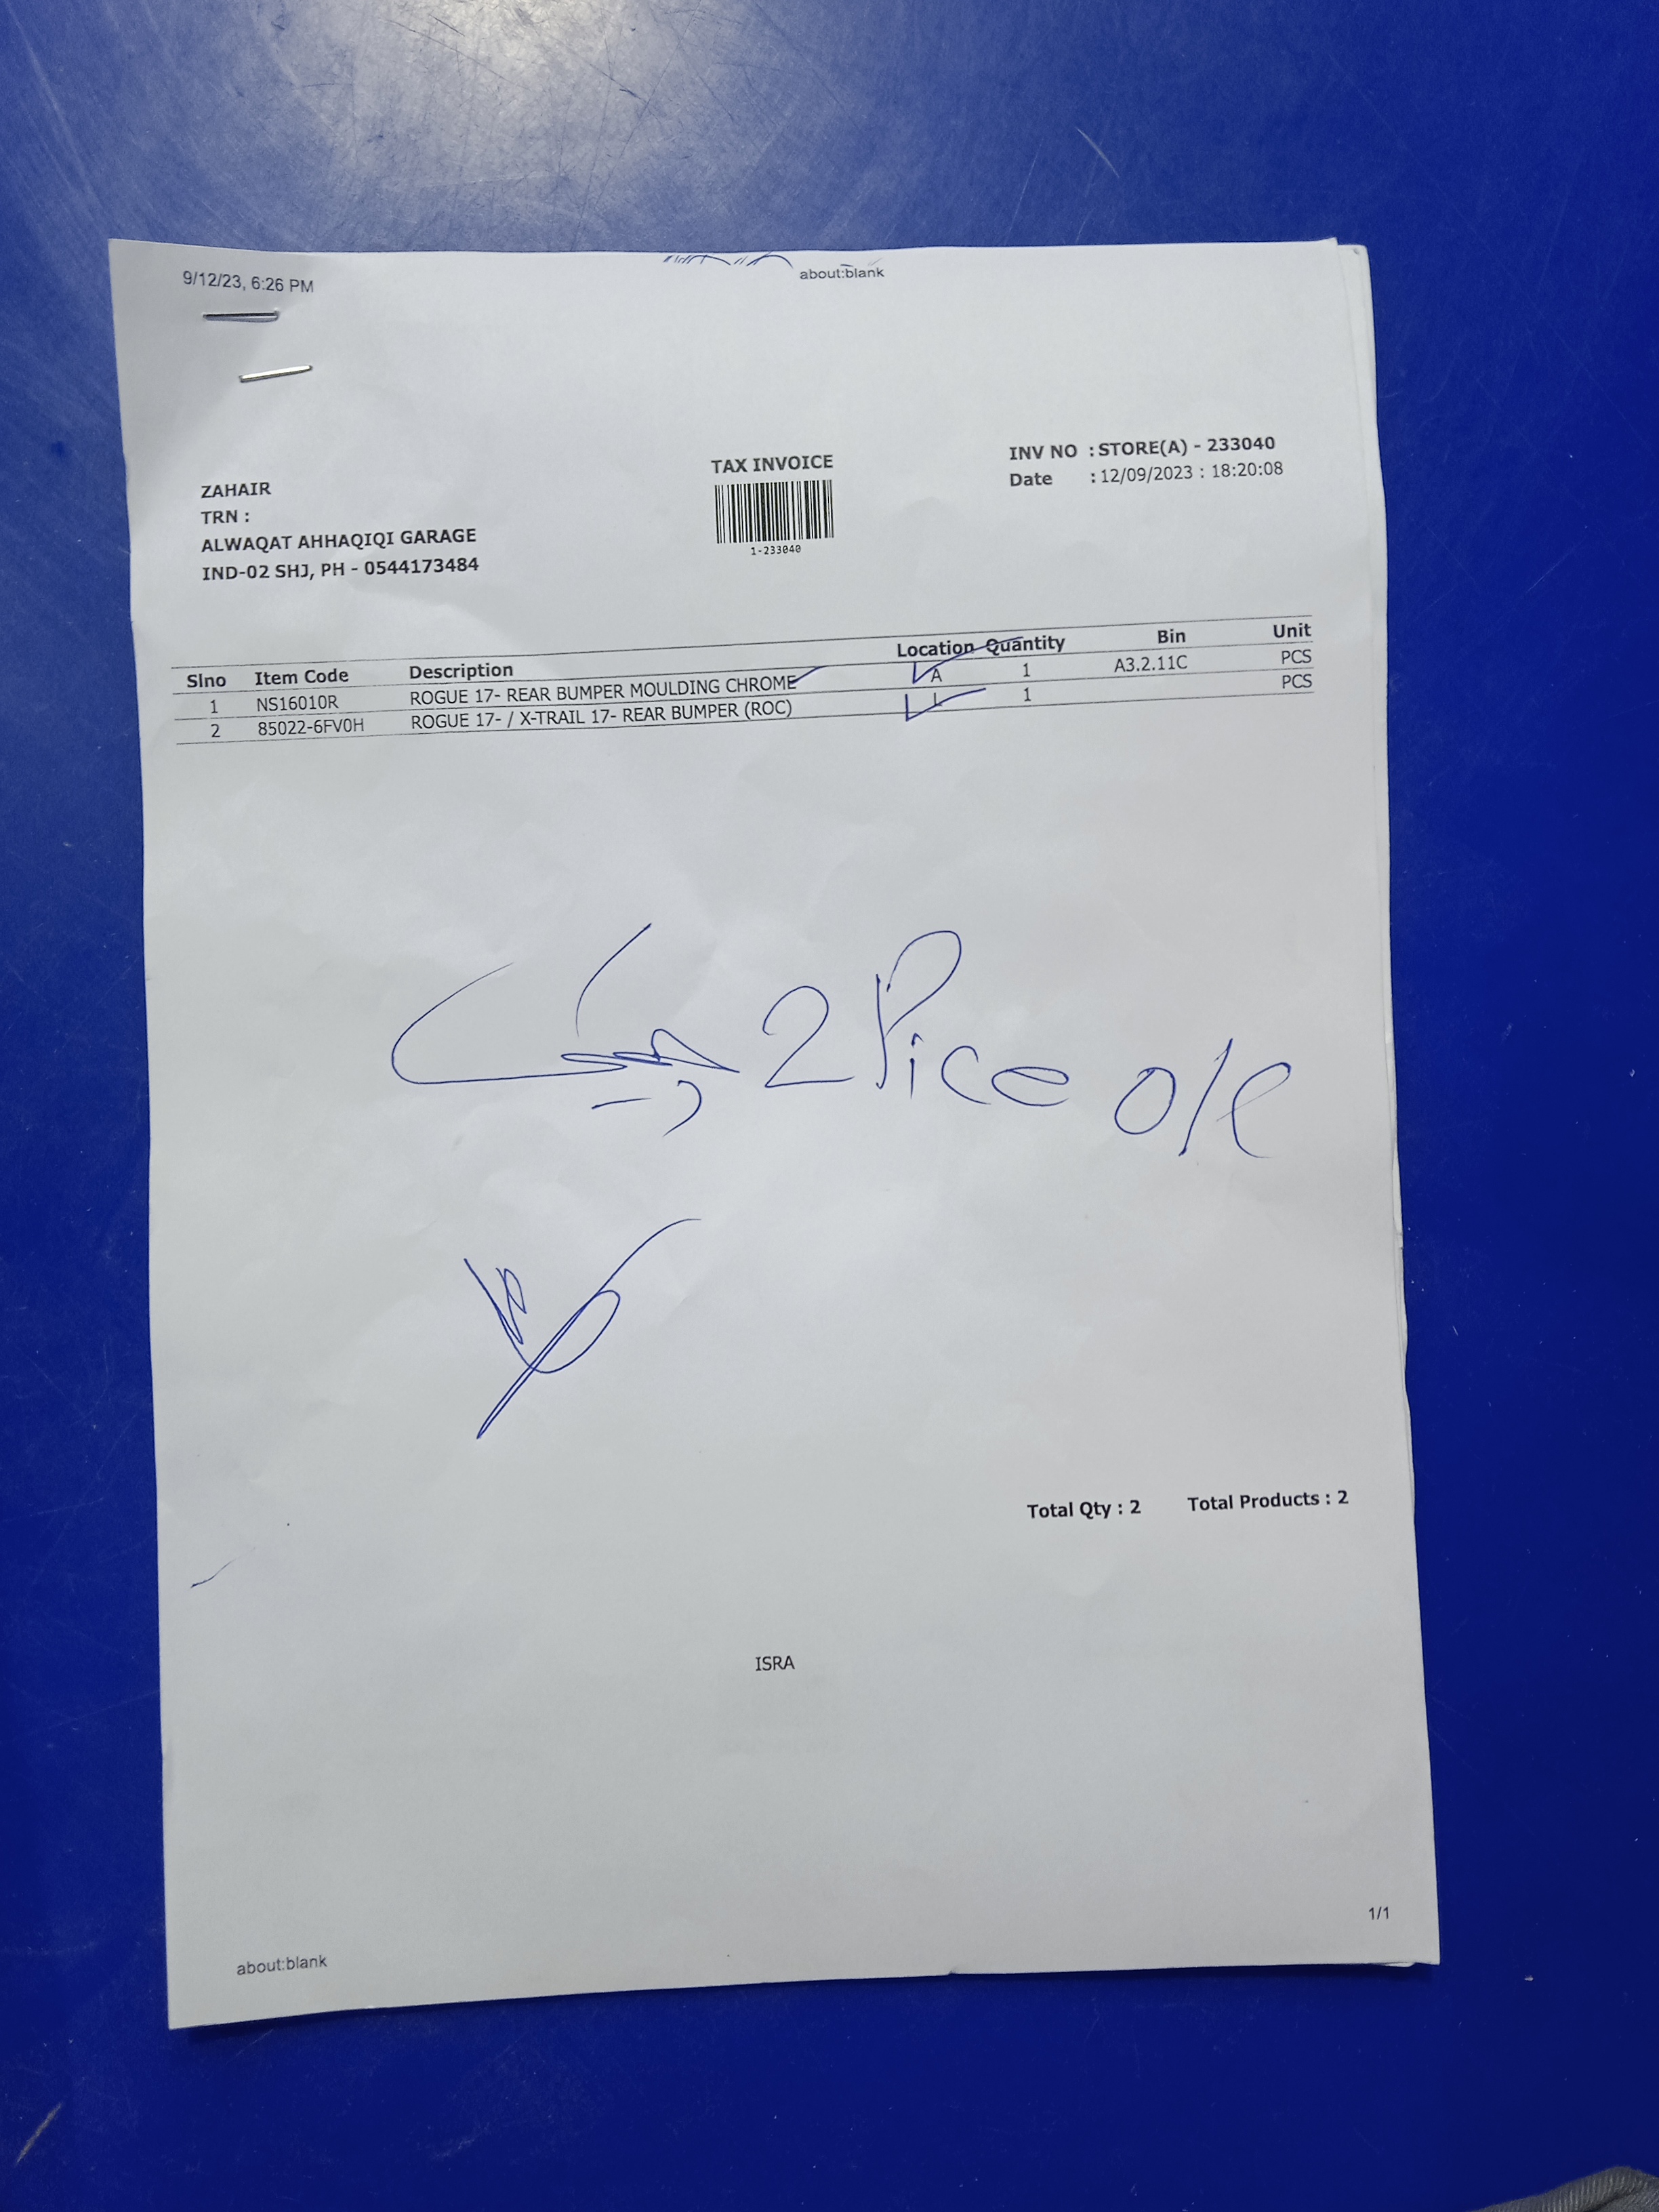 9/12/23, 6:26 PM
about:blank
TAX INVOICE
1-233040
INV NO : STORE(A) - 233040
Date : 12/09/2023 : 18:20:08
ZAHAIR
TRN :
ALWAQAT AHHAQIQI GARAGE
IND-02 SHJ, PH - 0544173484
Slno Item Code Description Location Quantity Bin Unit
1 NS16010R ROGUE 17- REAR BUMPER MOULDING CHROME A 1 A3.2.11C PCS
2 85022-6FV0H ROGUE 17- / X-TRAIL 17- REAR BUMPER (ROC) 1 PCS
2 Pice ok
Total Qty : 2 Total Products : 2
ISRA
1/1
about:blank